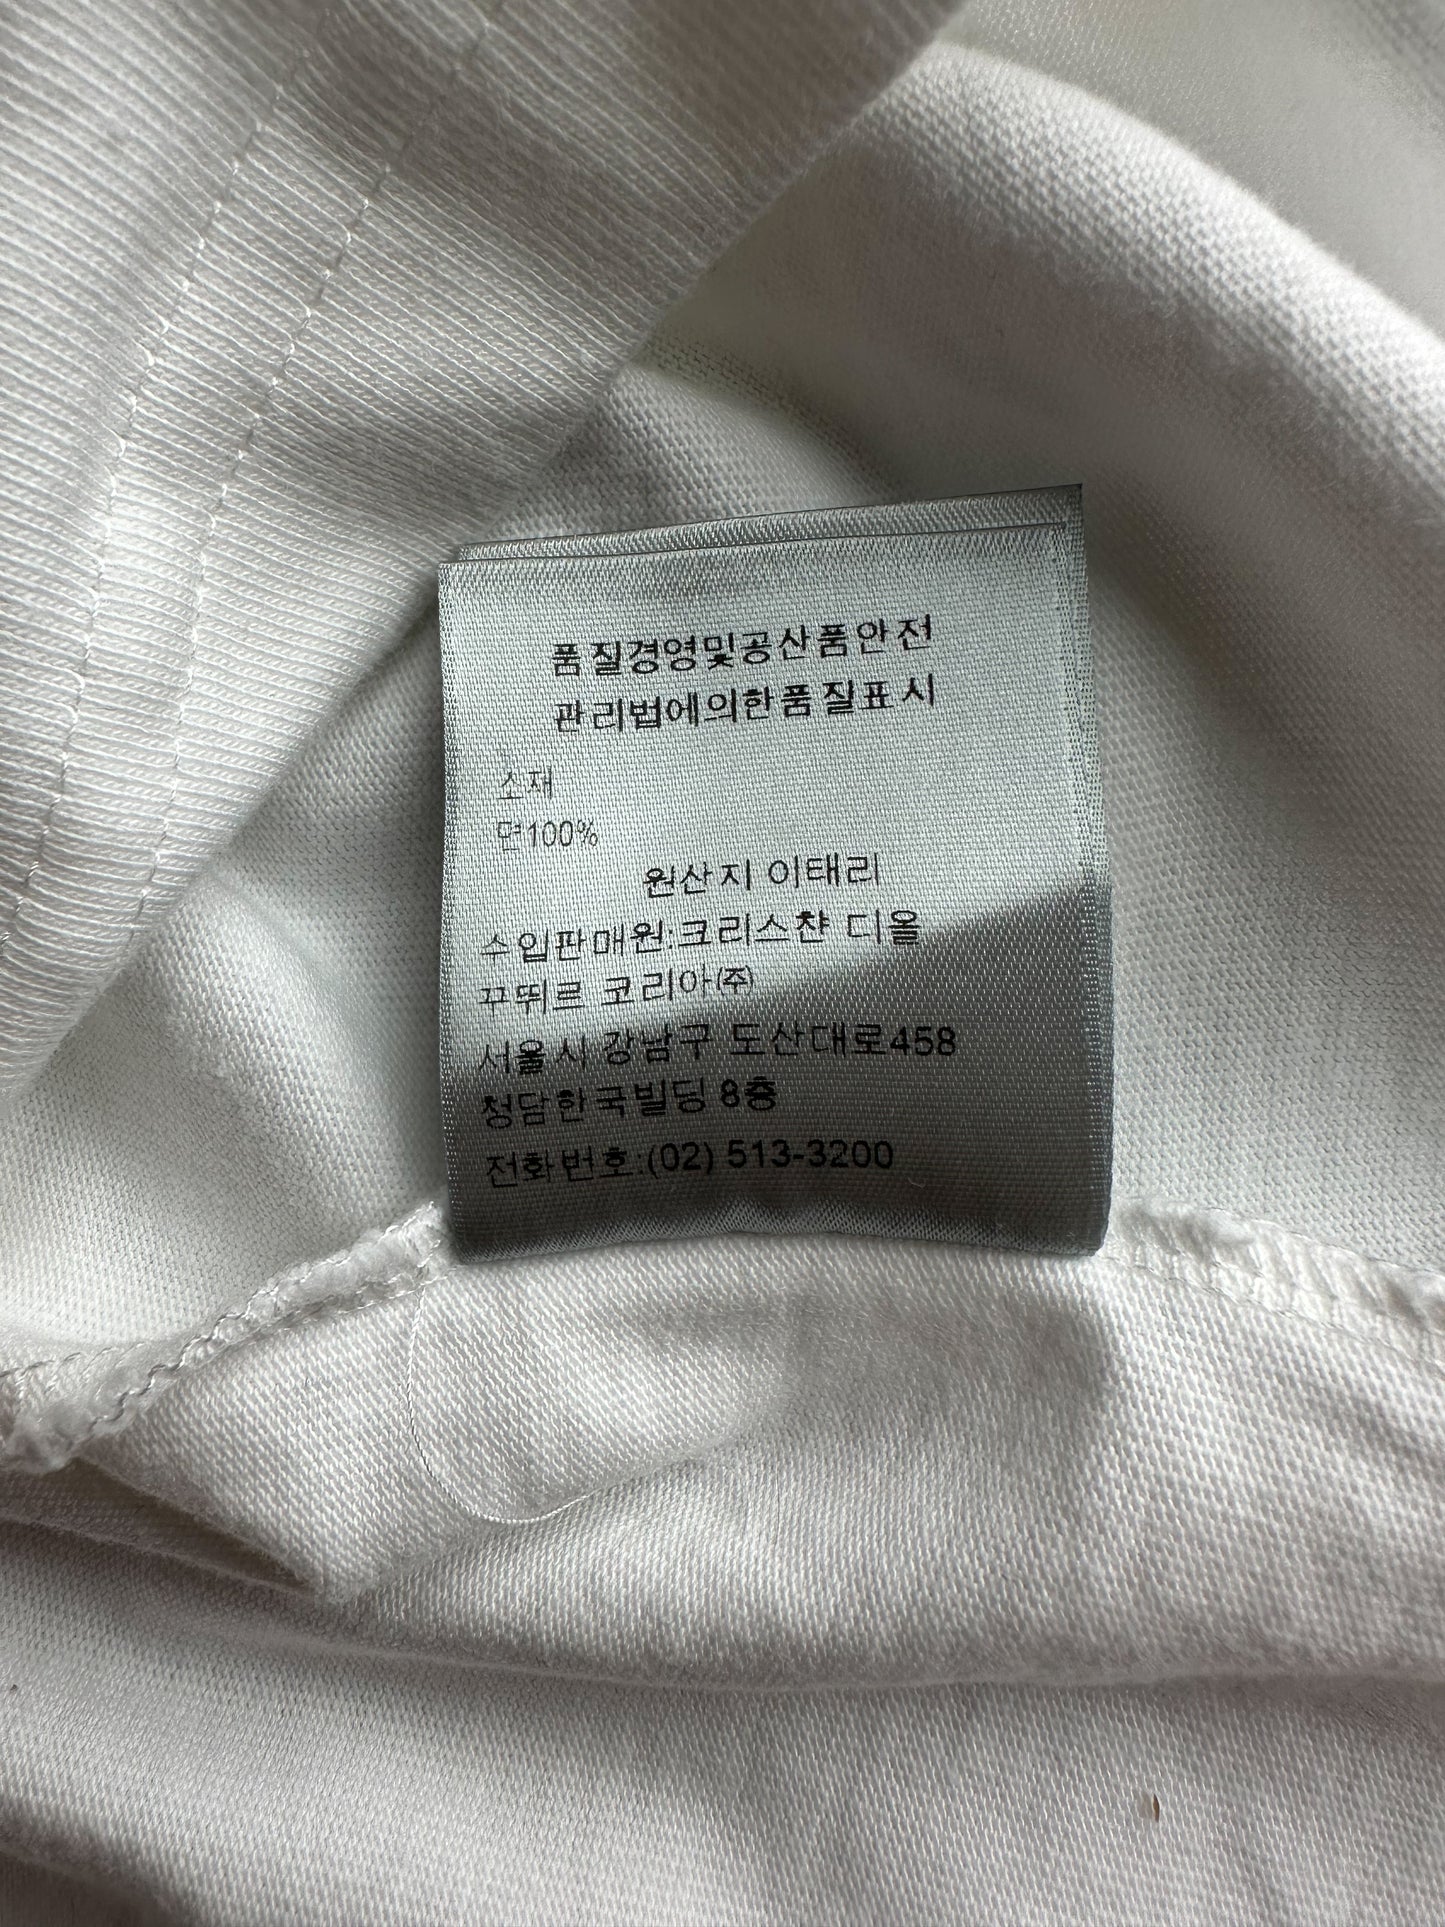 품질경영및공산품안전
관리법에의한품질표시
소재
면100%
원산지 이태리
수입판매원:크리스챤 디올
꾸뛰르 코리아(주)
서울시 강남구 도산대로458
청담한국빌딩 8층
전화번호:(02) 513-3200